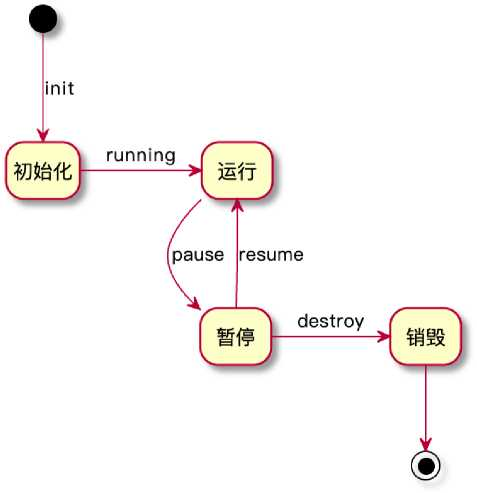 init
初始化
running
运行
pause
resume
暂停
destroy
销毁